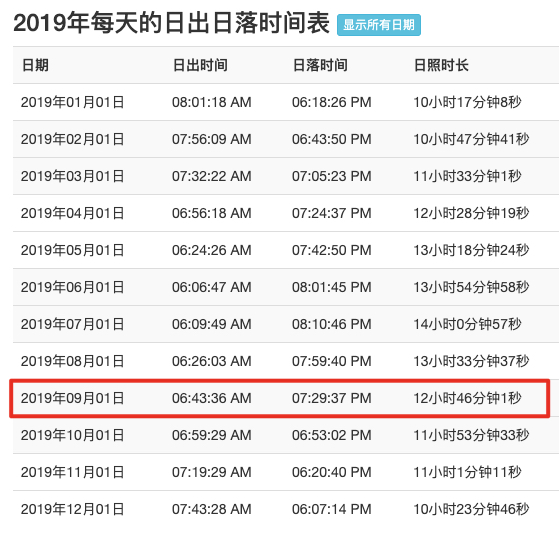 2019年每天的日出日落时间表 显示所有日期
日期 日出时间 日落时间 日照时长
2019年01月01日 08:01:18 AM 06:18:26 PM 10小时17分钟8秒
2019年02月01日 07:56:09 AM 06:43:50 PM 10小时47分钟41秒
2019年03月01日 07:32:22 AM 07:05:23 PM 11小时33分钟1秒
2019年04月01日 06:56:18 AM 07:24:37 PM 12小时28分钟19秒
2019年05月01日 06:24:26 AM 07:42:50 PM 13小时18分钟24秒
2019年06月01日 06:06:47 AM 08:01:45 PM 13小时54分钟58秒
2019年07月01日 06:09:49 AM 08:10:46 PM 14小时0分钟57秒
2019年08月01日 06:26:03 AM 07:59:40 PM 13小时33分钟37秒
2019年09月01日 06:43:36 AM 07:29:37 PM 12小时46分钟1秒
2019年10月01日 06:59:29 AM 06:53:02 PM 11小时53分钟33秒
2019年11月01日 07:19:29 AM 06:20:40 PM 11小时1分钟11秒
2019年12月01日 07:43:28 AM 06:07:14 PM 10小时23分钟46秒